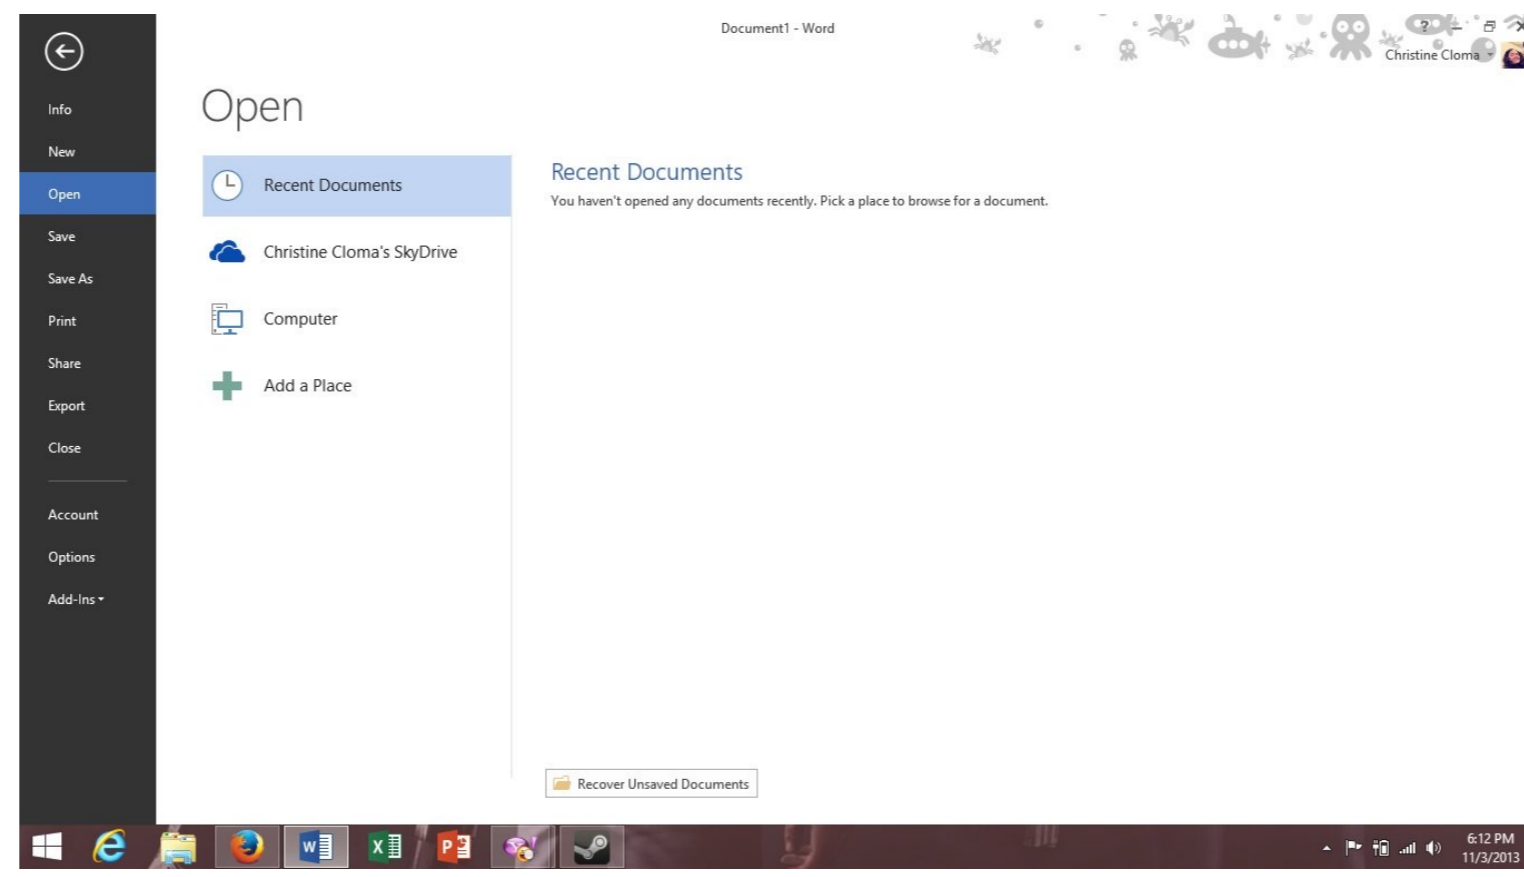 Document1 - Word
?
Christine Cloma
Info
New
Open
Save
Save As
Print
Share
Export
Close
Account
Options
Add-Ins
Open
Recent Documents
Christine Cloma's SkyDrive
Computer
Add a Place
Recent Documents
You haven't opened any documents recently. Pick a place to browse for a document.
Recover Unsaved Documents
6:12 PM
11/3/2013